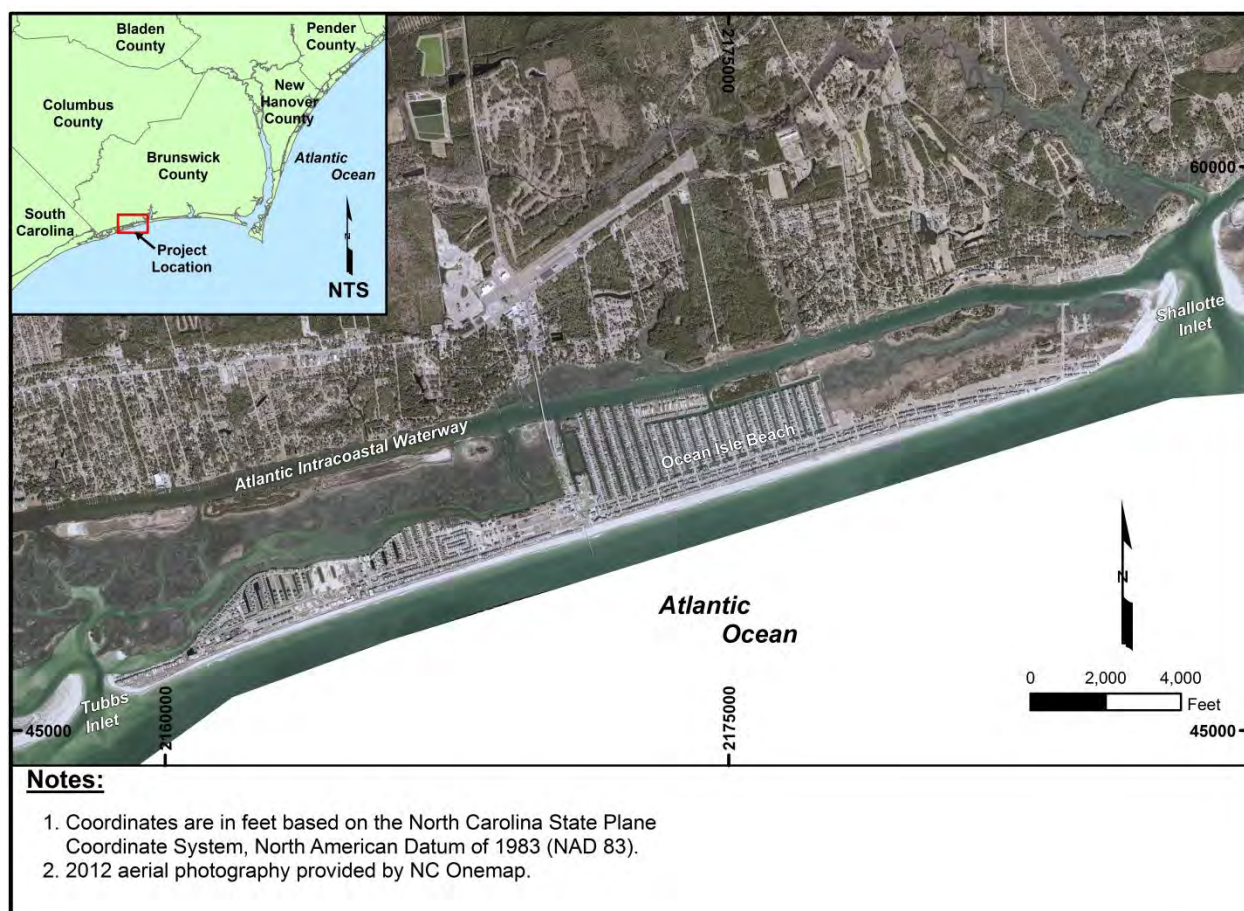 Bladen
County
Pender
County
New
Hanover
County
Columbus
County
Brunswick
County
Atlantic
Ocean
South
Carolina
Project
Location
N
NTS
2175000
60000
Shallotte
Inlet
Atlantic Intracoastal Waterway
Ocean Isle Beach
Atlantic
Ocean
N
0 2,000 4,000
Feet
Tubbs
Inlet
45000
2160000
2175000
45000
Notes:
1. Coordinates are in feet based on the North Carolina State Plane
Coordinate System, North American Datum of 1983 (NAD 83).
2. 2012 aerial photography provided by NC Onemap.